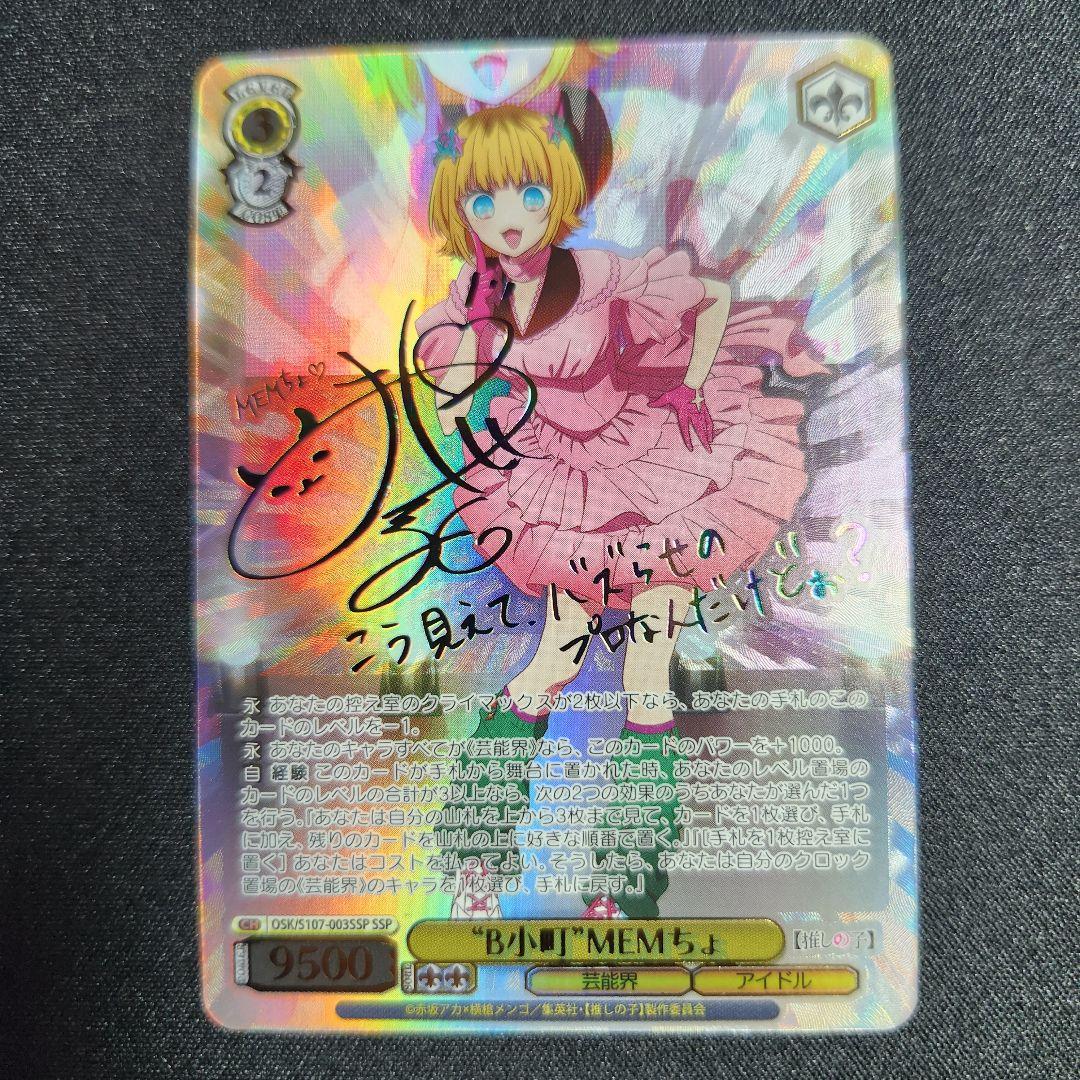 LEVEL
3
2
COST
MEMちょ♡
こう見えて、バズらせの
プロなんだけどぉ?
永 あなたの控え室のクライマックスが2枚以下なら、あなたの手札のこの
カードのレベルを－1。
永 あなたのキャラすべてが《芸能界》なら、このカードのパワーを＋1000。
自 経験 このカードが手札から舞台に置かれた時、あなたのレベル置場の
カードのレベルの合計が3以上なら、次の2つの効果のうちあなたが選んだ1つ
を行う。『あなたは自分の山札を上から3枚まで見て、カードを1枚選び、手札
に加え、残りのカードを山札の上に好きな順番で置く。』『[手札を1枚控え室に
置く] あなたはコストを払ってよい。そうしたら、あなたは自分のクロック
置場の《芸能界》のキャラを1枚選び、手札に戻す。』
CH OSK/S107-003SSP SSP
“B小町”MEMちょ
【推しの子】
POWER 9500 SOUL 芸能界 アイドル
©赤坂アカ×横槍メンゴ／集英社・【推しの子】製作委員会